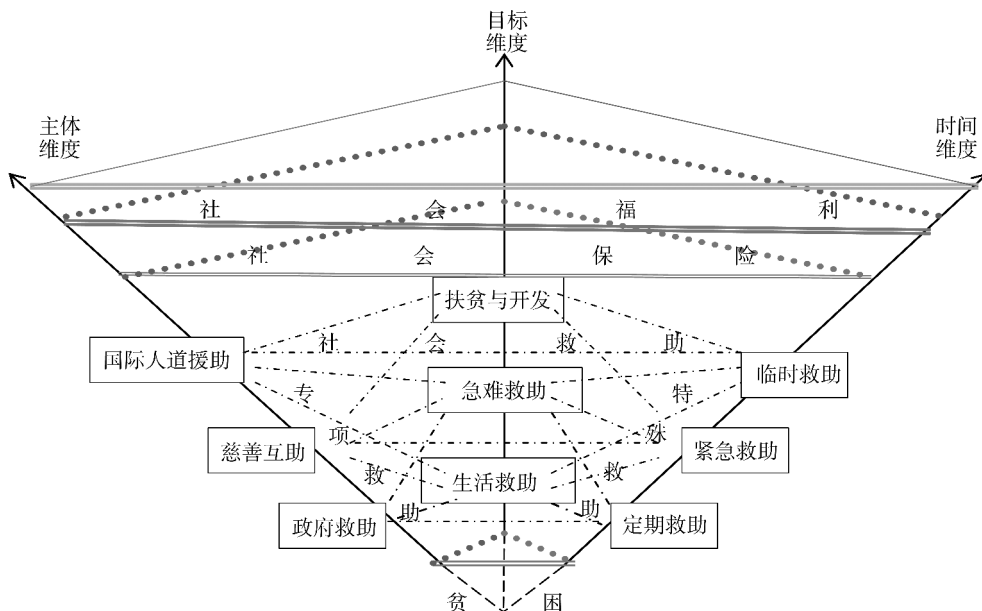 目标
维度
主体
维度
时间
维度
社 会 福 利
社 会 保 险
扶贫与开发
社 会 救 助
国际人道援助
临时救助
急难救助
专 特
项 殊
慈善互助
紧急救助
救 救
生活救助
助 助
政府救助
定期救助
贫 困